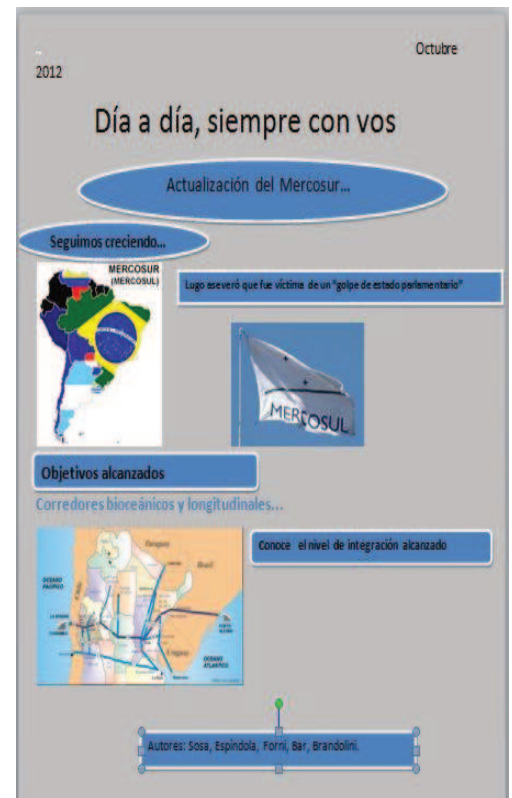 Octubre
2012
Día a día, siempre con vos
Actualización del Mercosur...
Seguimos creciendo...
MERCOSUR
(MERCOSUL)
Lugo aseveró que fue víctima de un "golpe de estado parlamentario"
MERCOSUL
Objetivos alcanzados
Corredores bioceánicos y longitudinales...
Conoce el nivel de integración alcanzado
Paraguay
Brasil
Chile
OCEANO
PACIFICO
Uruguay
OCEANO
ATLANTICO
Autores: Sosa, Espíndola, Forni, Bar, Brandolini.